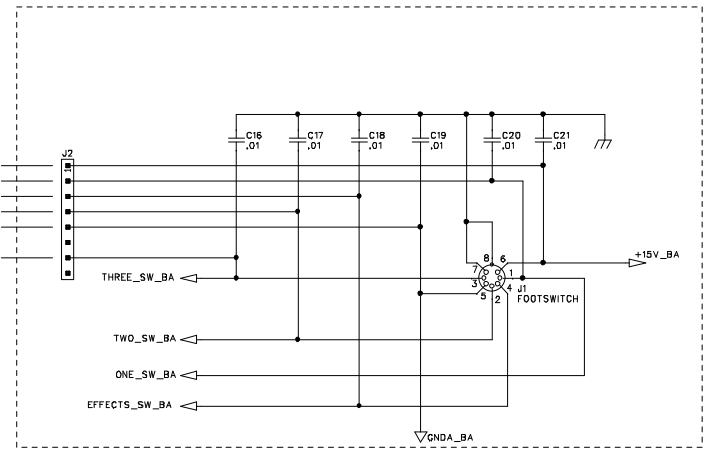 C16
.01
C17
.01
C18
.01
C19
.01
C20
.01
C21
.01
J2
1
+15V_BA
8
6
7
1
3
4
5
2
J1
FOOTSWITCH
THREE_SW_BA
TWO_SW_BA
ONE_SW_BA
EFFECTS_SW_BA
GNDA_BA